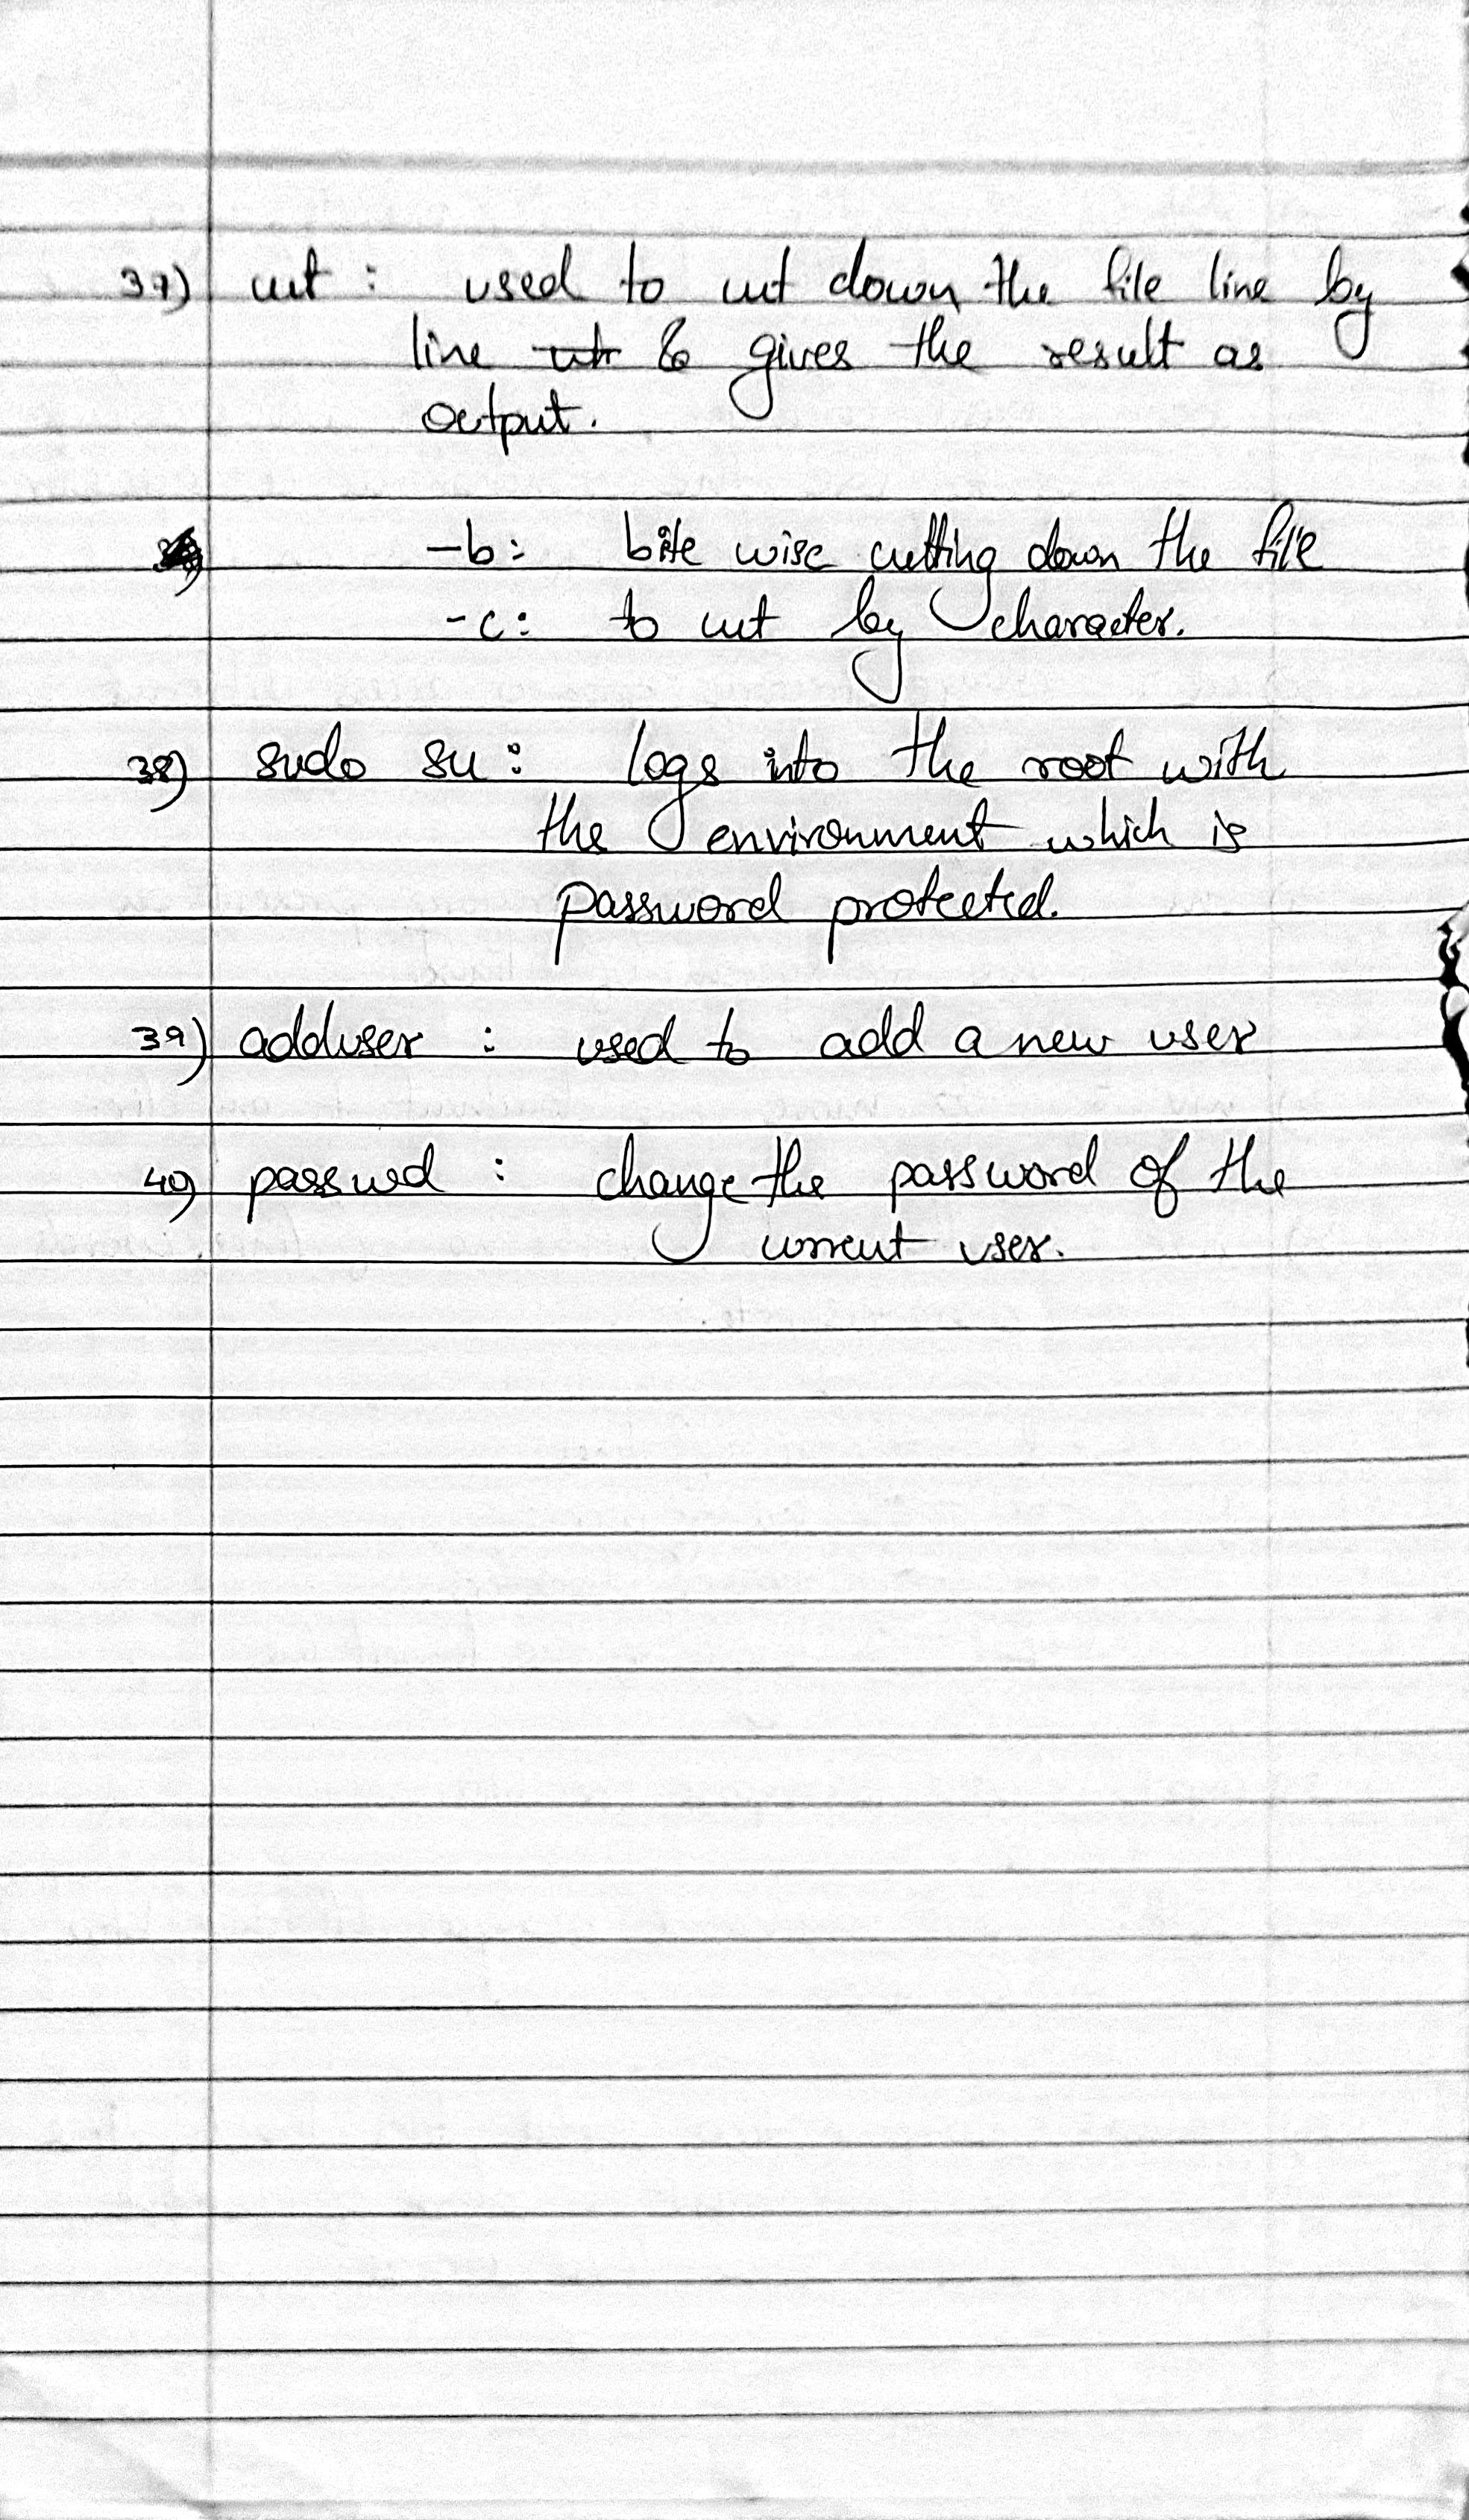 37) cut : used to cut down the file line by
line & gives the result as
output.
-b: bite wise cutting down the file
-c: to cut by character.
38) sudo su : logs into the root with
the environment which is
password protected.
39) adduser : used to add a new user
40) passwd : change the password of the
current user.